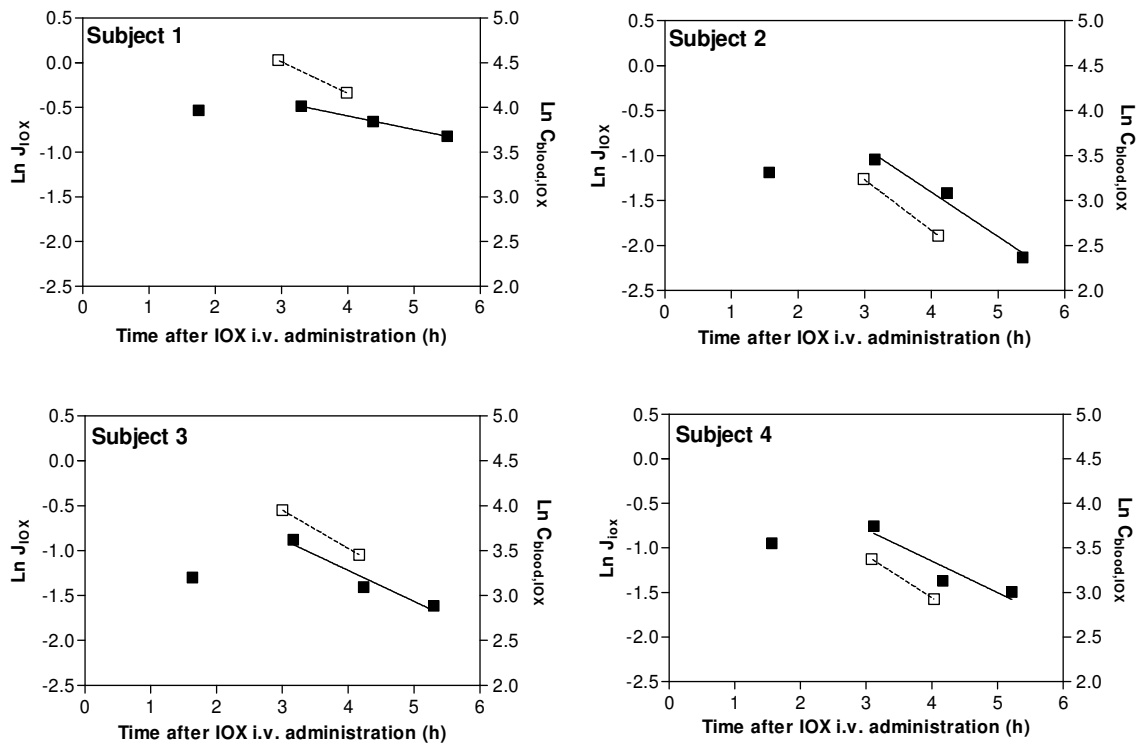 Subject 1
0.5
0.0
-0.5
-1.0
-1.5
-2.0
-2.5
Ln J_IOX
5.0
4.5
4.0
3.5
3.0
2.5
2.0
Ln C_blood,IOX
0 1 2 3 4 5 6
Time after IOX i.v. administration (h)
Subject 2
0.5
0.0
-0.5
-1.0
-1.5
-2.0
-2.5
Ln J_IOX
5.0
4.5
4.0
3.5
3.0
2.5
2.0
Ln C_blood,IOX
0 1 2 3 4 5 6
Time after IOX i.v. administration (h)
Subject 3
0.5
0.0
-0.5
-1.0
-1.5
-2.0
-2.5
Ln J_IOX
5.0
4.5
4.0
3.5
3.0
2.5
2.0
Ln C_blood,IOX
0 1 2 3 4 5 6
Time after IOX i.v. administration (h)
Subject 4
0.5
0.0
-0.5
-1.0
-1.5
-2.0
-2.5
Ln J_iox
5.0
4.5
4.0
3.5
3.0
2.5
2.0
Ln C_blood,IOX
0 1 2 3 4 5 6
Time after IOX i.v. administration (h)